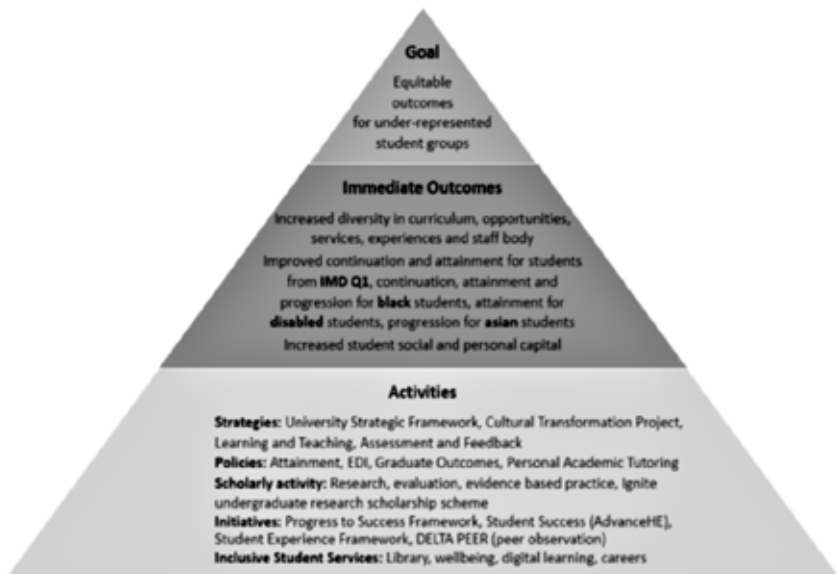 Goal
Equitable
outcomes
for under-represented
student groups
Immediate Outcomes
Increased diversity in curriculum, opportunities,
services, experiences and staff body
Improved continuation and attainment for students
from IMD Q1, continuation, attainment and
progression for black students, attainment for
disabled students, progression for asian students
Increased student social and personal capital
Activities
Strategies: University Strategic Framework, Cultural Transformation Project,
Learning and Teaching, Assessment and Feedback
Policies: Attainment, EDI, Graduate Outcomes, Personal Academic Tutoring
Scholarly activity: Research, evaluation, evidence based practice, Ignite
undergraduate research scholarship scheme
Initiatives: Progress to Success Framework, Student Success (AdvanceHE),
Student Experience Framework, DELTA PEER (peer observation)
Inclusive Student Services: Library, wellbeing, digital learning, careers